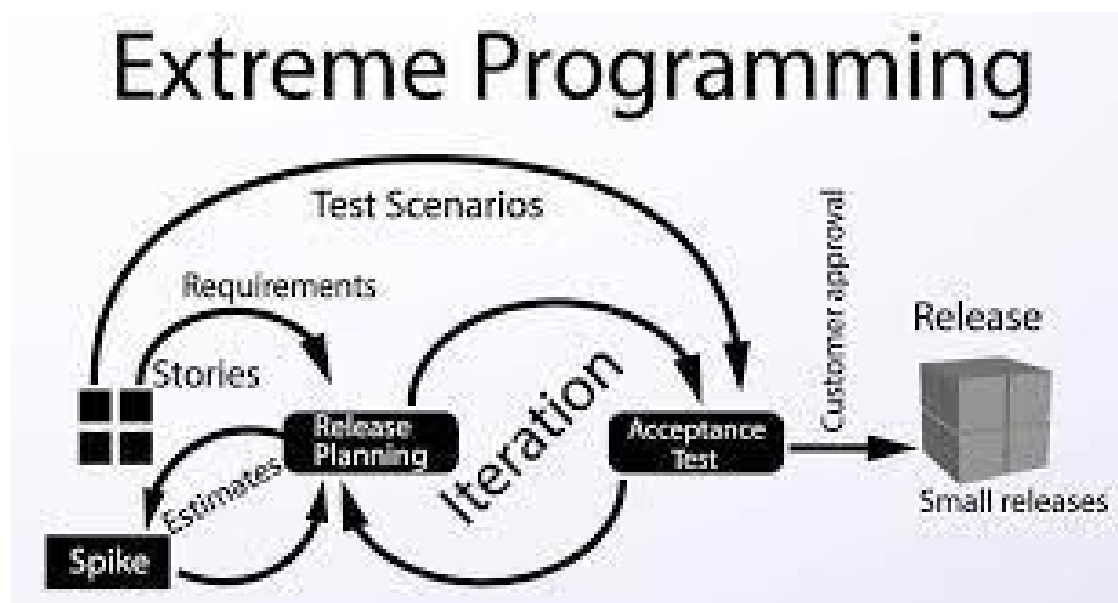 Extreme Programming
Test Scenarios
Requirements
Stories
Customer approval
Release
Release
Planning
Iteration
Acceptance
Test
Estimates
Small releases
Spike